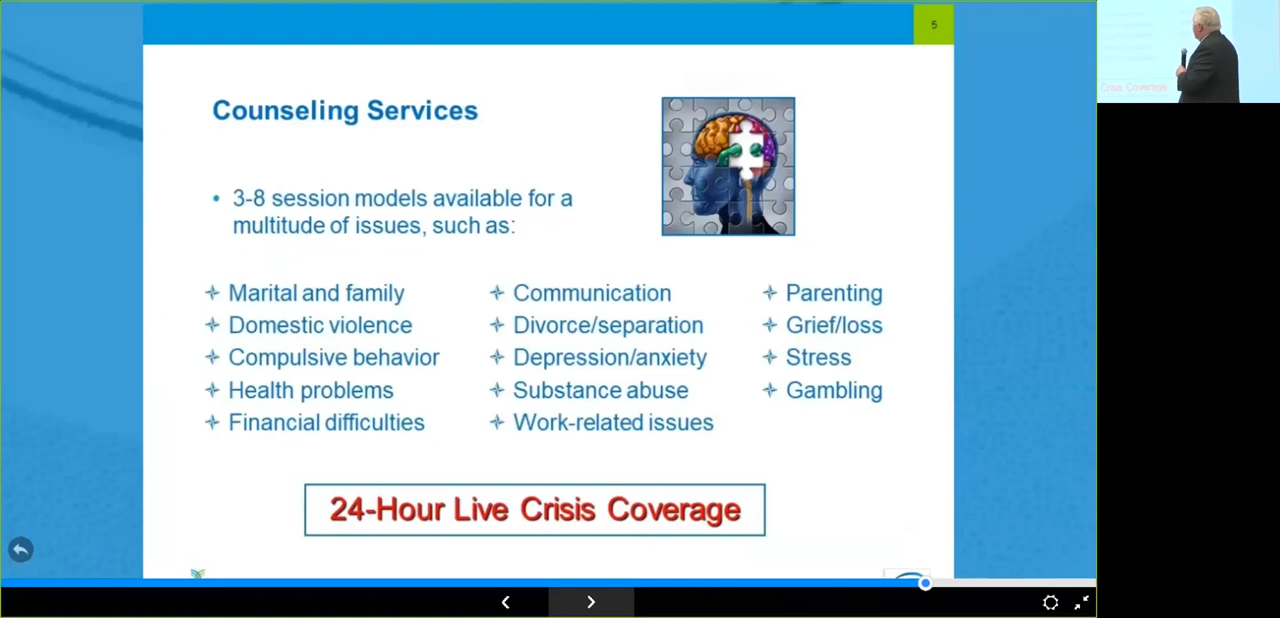 5
Counseling Services
• 3-8 session models available for a
multitude of issues, such as:
Marital and family
Domestic violence
Compulsive behavior
Health problems
Financial difficulties
Communication
Divorce/separation
Depression/anxiety
Substance abuse
Work-related issues
Parenting
Grief/loss
Stress
Gambling
24-Hour Live Crisis Coverage
Crisis Coverage